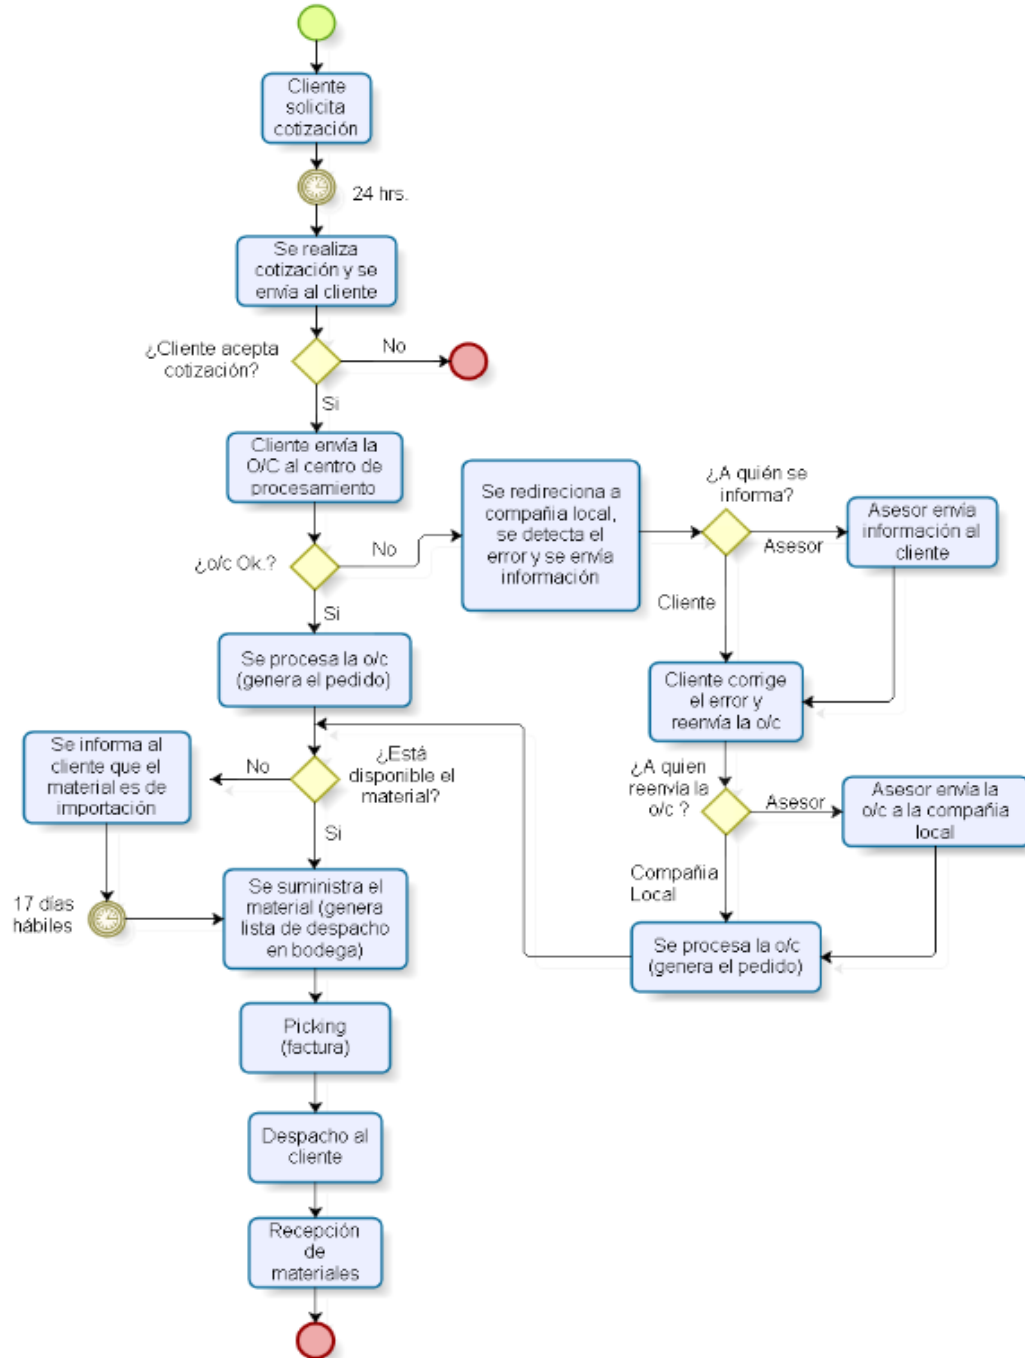 Cliente
solicita
cotización
24 hrs.
Se realiza
cotización y se
envía al cliente
¿Cliente acepta
cotización?
No
Si
Cliente envía la
O/C al centro de
procesamiento
¿o/c Ok.?
No
Se redireciona a
compañia local,
se detecta el
error y se envía
información
¿A quién se
informa?
Asesor
Asesor envía
información al
cliente
Cliente
Si
Se procesa la o/c
(genera el pedido)
Cliente corrige
el error y
reenvía la o/c
Se informa al
cliente que el
material es de
importación
No
¿Está
disponible el
material?
Si
¿A quien
reenvía la
o/c ?
Asesor
Asesor envía la
o/c a la compañia
local
Compañia
Local
17 días
hábiles
Se suministra el
material (genera
lista de despacho
en bodega)
Se procesa la o/c
(genera el pedido)
Picking
(factura)
Despacho al
cliente
Recepción
de
materiales